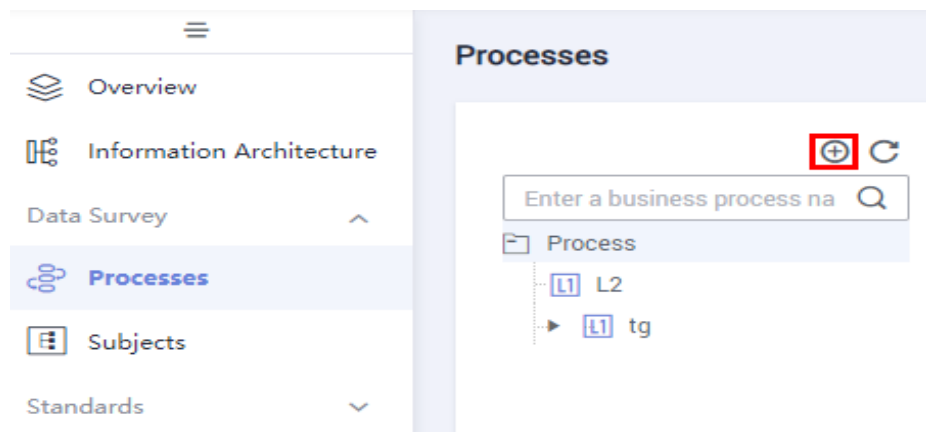 Overview
Information Architecture
Data Survey
Processes
Subjects
Standards
Processes
Enter a business process na
Process
L1 L2
L1 tg